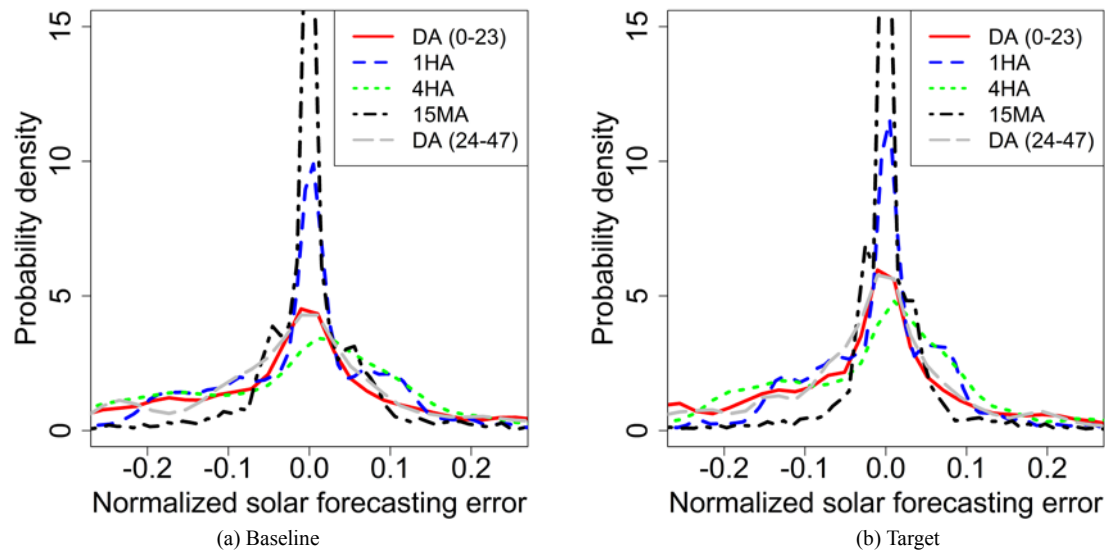 Probability density
15
10
5
0
DA (0-23)
1HA
4HA
15MA
DA (24-47)
-0.2 -0.1 0.0 0.1 0.2
Normalized solar forecasting error
(a) Baseline
Probability density
15
10
5
0
DA (0-23)
1HA
4HA
15MA
DA (24-47)
-0.2 -0.1 0.0 0.1 0.2
Normalized solar forecasting error
(b) Target